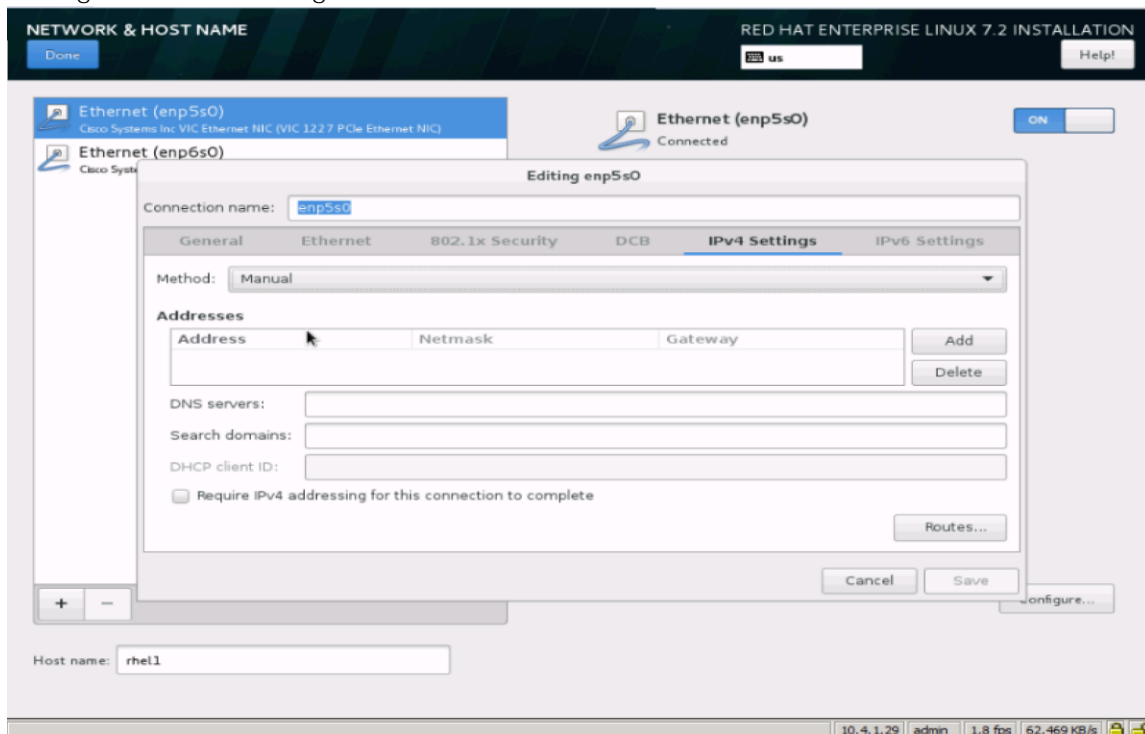 NETWORK & HOST NAME
RED HAT ENTERPRISE LINUX 7.2 INSTALLATION
Done
us
Help!
Ethernet (enp5s0)
Cisco Systems Inc VIC Ethernet NIC (VIC 1227 PCIe Ethernet NIC)
Ethernet (enp5s0)
Connected
ON
Ethernet (enp6s0)
Cisco Syste
Editing enp5s0
Connection name: enp5s0
General Ethernet 802.1x Security DCB IPv4 Settings IPv6 Settings
Method: Manual
Addresses
Address Netmask Gateway
Add
Delete
DNS servers:
Search domains:
DHCP client ID:
Require IPv4 addressing for this connection to complete
Routes...
Cancel Save
+ −
onfigure...
Host name: rhel1
10.4.1.29 admin 1.8 fps 62.469 KB/s